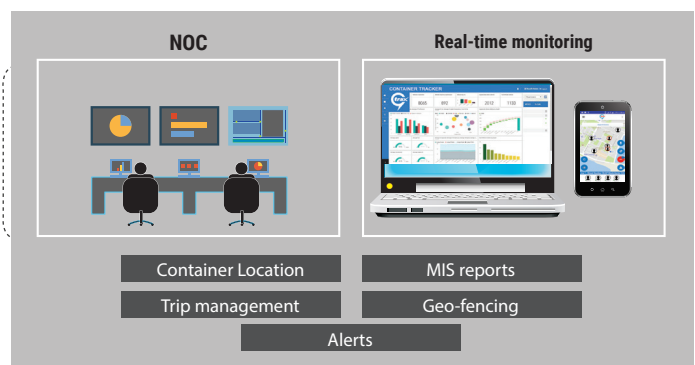 NOC
Real-time monitoring
CONTAINER TRACKER
Container Location
MIS reports
Trip management
Geo-fencing
Alerts